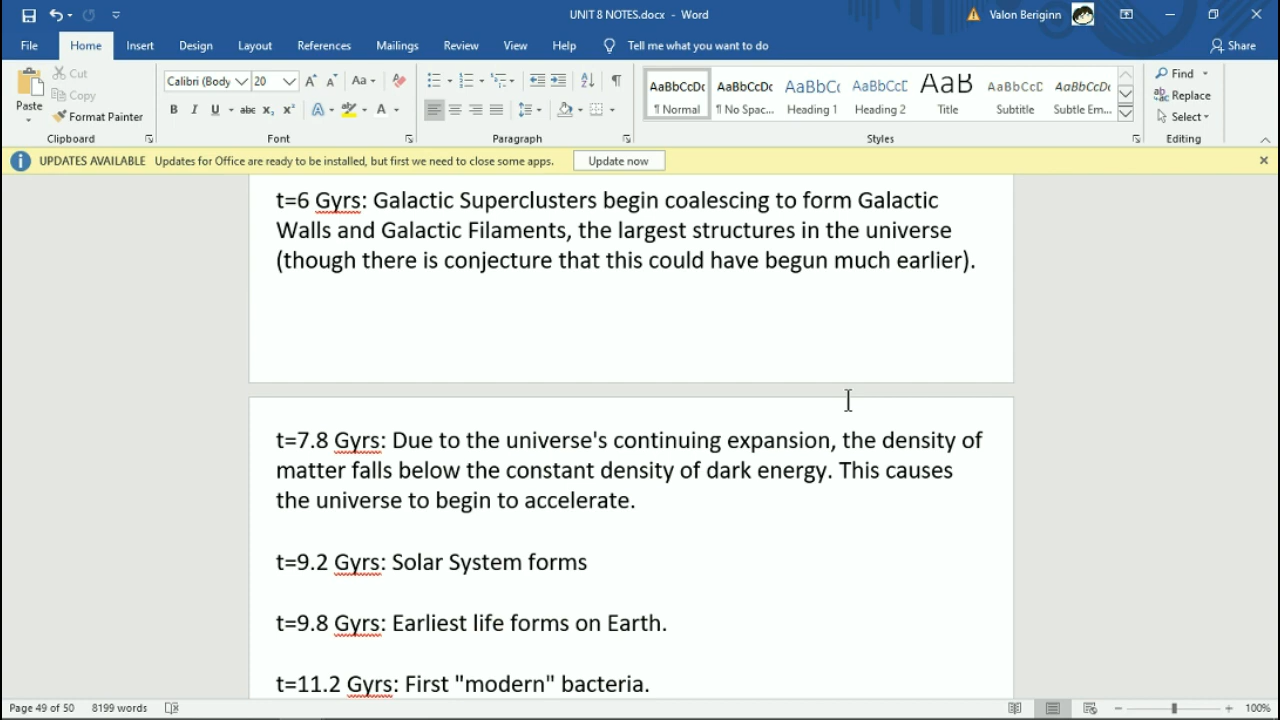 UNIT 8 NOTES.docx - Word
Valon Beriginn
File Home Insert Design Layout References Mailings Review View Help Tell me what you want to do Share
Paste
Cut
Copy
Format Painter
Clipboard
Calibri (Body 20
Font
Paragraph
AaBbCcDc AaBbCcDc AaBbCc AaBbCcD AaB AaBbCcD AaBbCcDc
¶ Normal ¶ No Spac... Heading 1 Heading 2 Title Subtitle Subtle Em...
Styles
Find
Replace
Select
Editing
UPDATES AVAILABLE Updates for Office are ready to be installed, but first we need to close some apps. Update now
t=6 Gyrs: Galactic Superclusters begin coalescing to form Galactic
Walls and Galactic Filaments, the largest structures in the universe
(though there is conjecture that this could have begun much earlier).
t=7.8 Gyrs: Due to the universe's continuing expansion, the density of
matter falls below the constant density of dark energy. This causes
the universe to begin to accelerate.
t=9.2 Gyrs: Solar System forms
t=9.8 Gyrs: Earliest life forms on Earth.
t=11.2 Gyrs: First "modern" bacteria.
Page 49 of 50 8199 words 100%